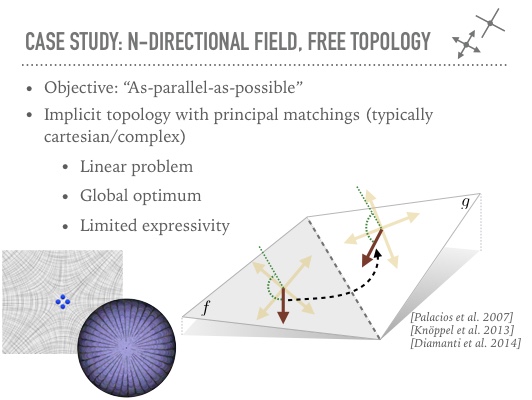 CASE STUDY: N-DIRECTIONAL FIELD, FREE TOPOLOGY
• Objective: “As-parallel-as-possible”
• Implicit topology with principal matchings (typically
cartesian/complex)
• Linear problem
• Global optimum
• Limited expressivity
g
f
[Palacios et al. 2007]
[Knöppel et al. 2013]
[Diamanti et al. 2014]